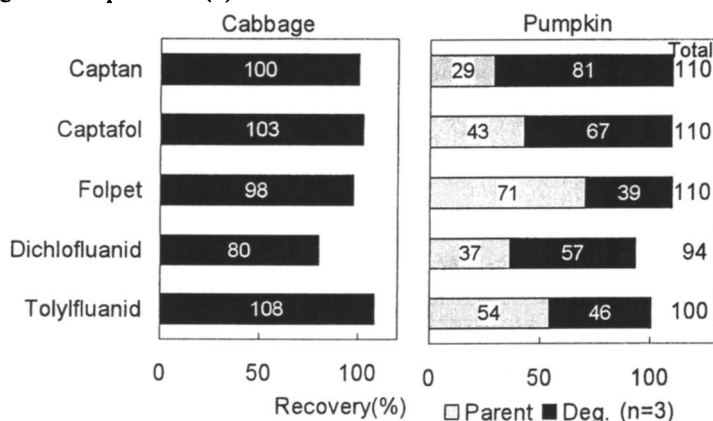 Cabbage Pumpkin
Total
Captan 100 29 81 110
Captafol 103 43 67 110
Folpet 98 71 39 110
Dichlofluanid 80 37 57 94
Tolylfluanid 108 54 46 100
0 50 100 0 50 100
Recovery(%) Parent Deg. (n=3)